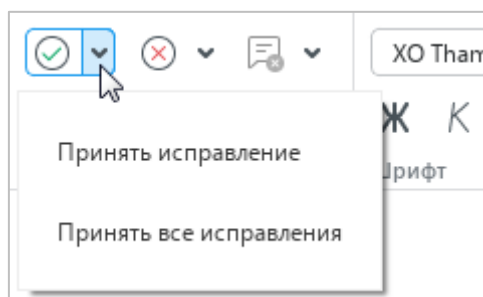 XO Tham
Ж К
Шрифт
Принять исправление
Принять все исправления